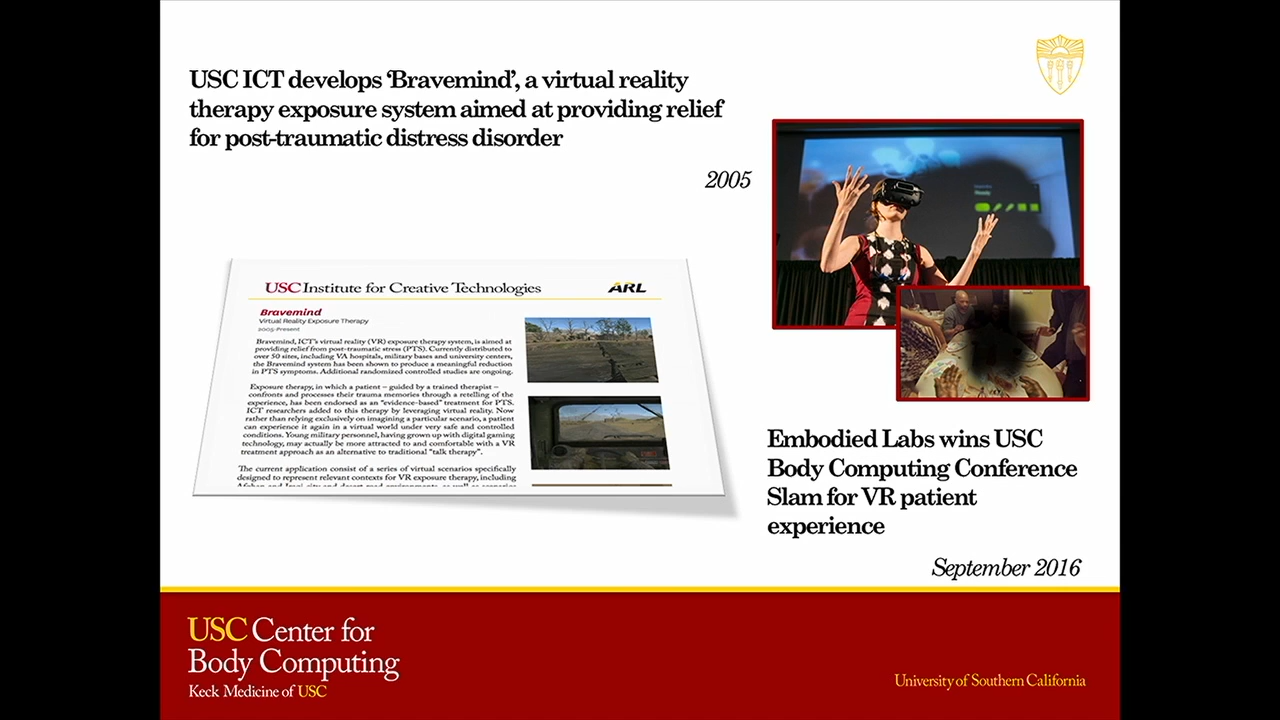 USC ICT develops ‘Bravemind’, a virtual reality
therapy exposure system aimed at providing relief
for post-traumatic distress disorder
2005
USC Institute for Creative Technologies
ARL
Bravemind
Virtual Reality Exposure Therapy
2005-Present
Bravemind, ICT's virtual reality (VR) exposure therapy system, is aimed at
providing relief from post-traumatic stress (PTS). Currently distributed to
over 50 sites, including VA hospitals, military bases and university centers,
the Bravemind system has been shown to produce a meaningful reduction
in PTS symptoms. Additional randomized controlled studies are ongoing.
Exposure therapy, in which a patient – guided by a trained therapist –
confronts and processes their trauma memories through a retelling of the
experience, has been endorsed as an “evidence-based” treatment for PTS.
ICT researchers added to this therapy by leveraging virtual reality. Now
rather than relying exclusively on imagining a particular scenario, a patient
can experience it again in a virtual world under very safe and controlled
conditions. Young military personnel, having grown up with digital gaming
technology, may actually be more attracted to and comfortable with a VR
treatment approach as an alternative to traditional “talk therapy”.
The current application consist of a series of virtual scenarios specifically
designed to represent relevant contexts for VR exposure therapy, including
Ready
Embodied Labs wins USC
Body Computing Conference
Slam for VR patient
experience
September 2016
USC Center for
Body Computing
Keck Medicine of USC
University of Southern California